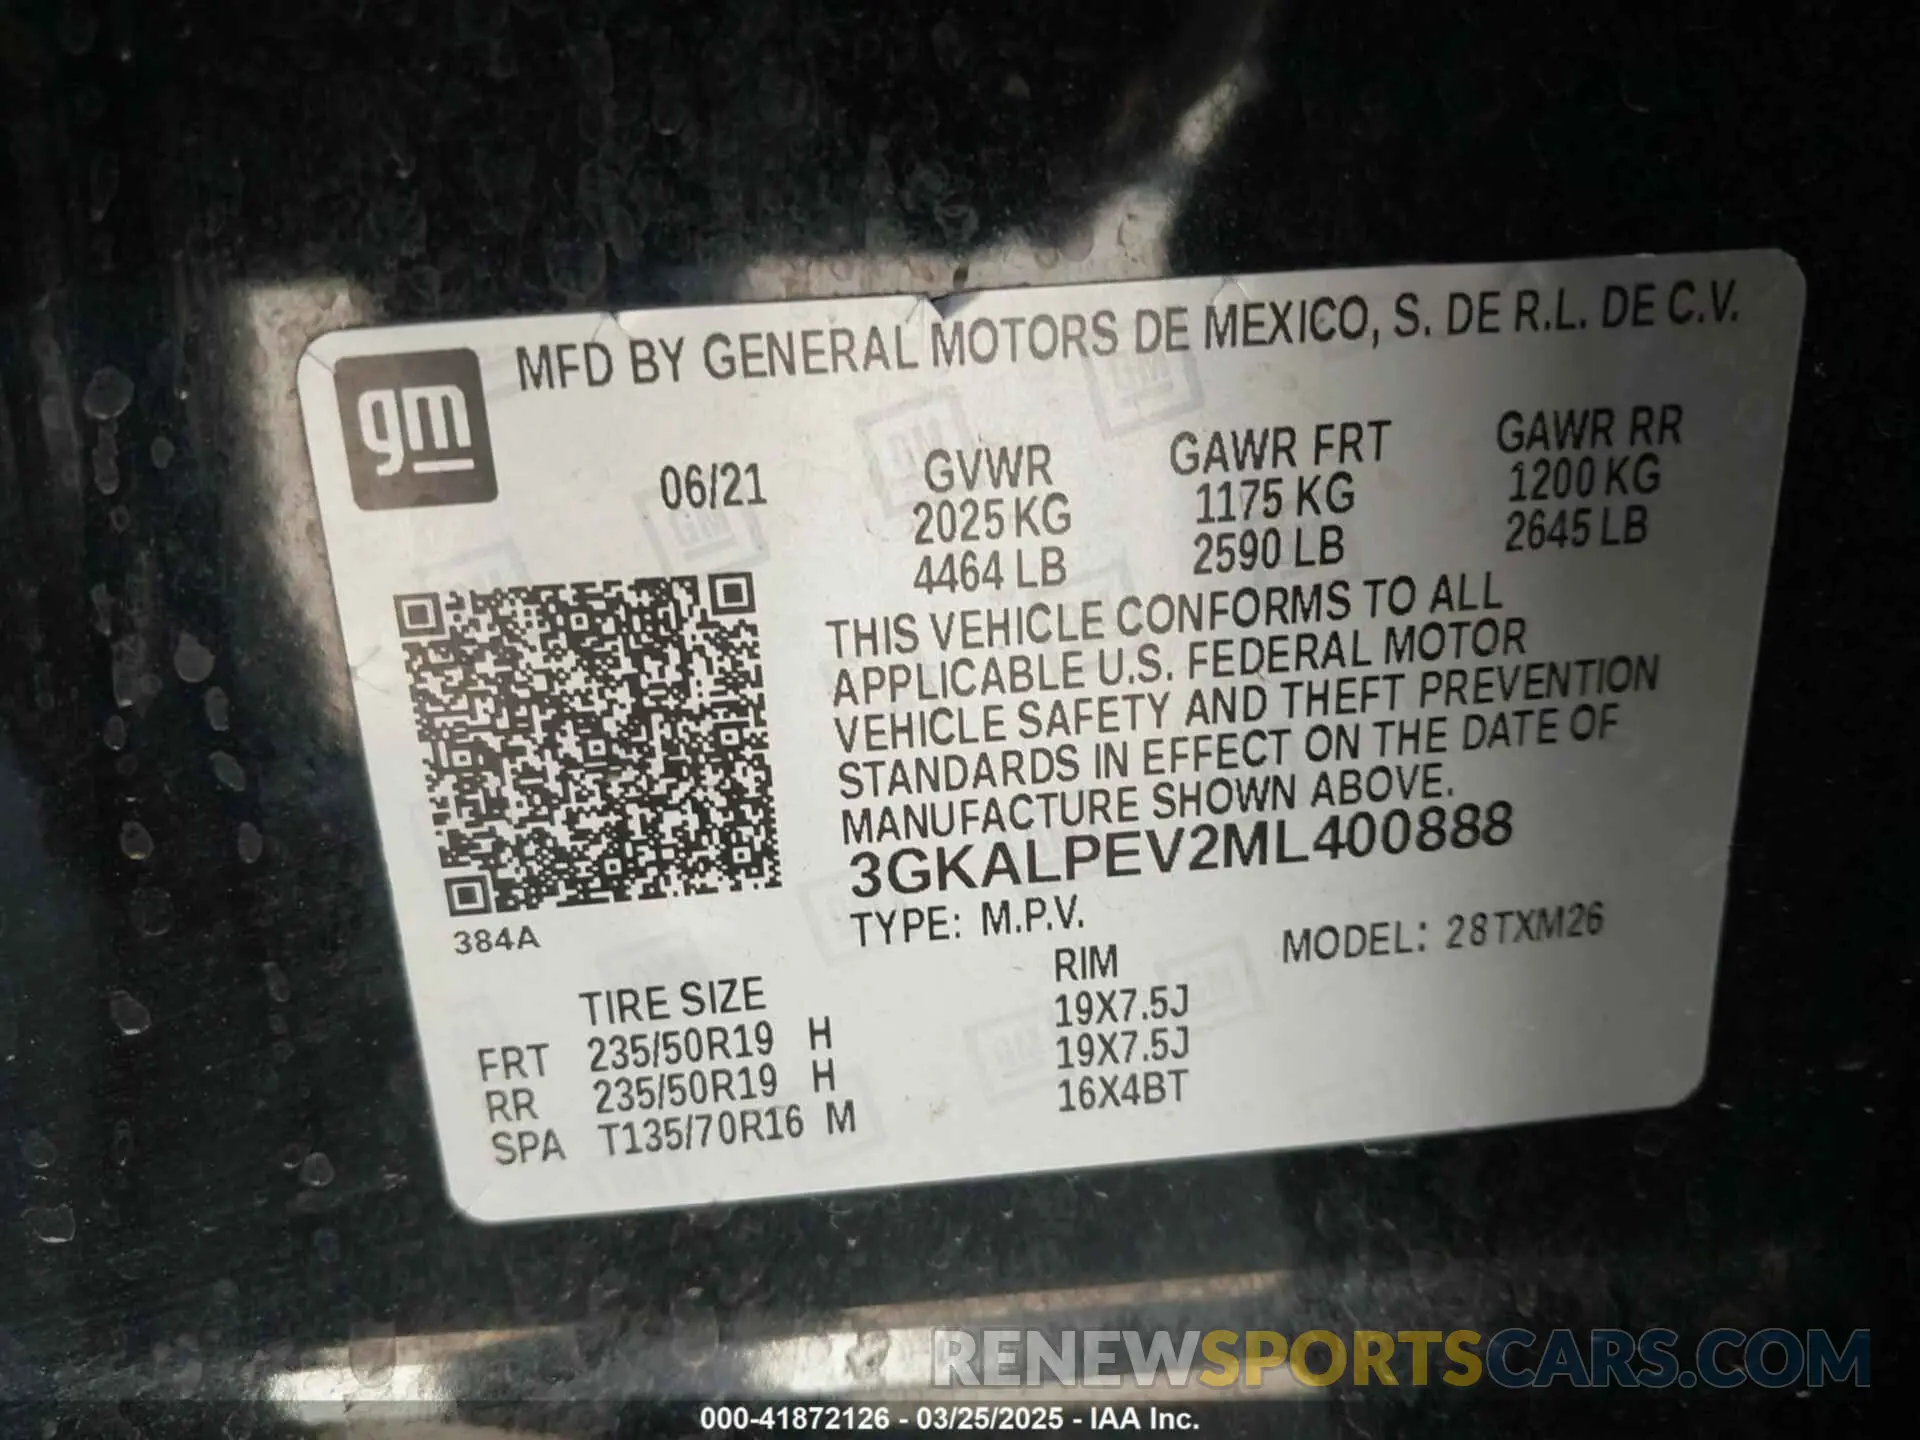 gm
MFD BY GENERAL MOTORS DE MEXICO, S. DE R.L. DE C.V.
06/21
GVWR
2025 KG
4464 LB
GAWR FRT
1175 KG
2590 LB
GAWR RR
1200 KG
2645 LB
THIS VEHICLE CONFORMS TO ALL
APPLICABLE U.S. FEDERAL MOTOR
VEHICLE SAFETY AND THEFT PREVENTION
STANDARDS IN EFFECT ON THE DATE OF
MANUFACTURE SHOWN ABOVE.
3GKALPEV2ML400888
TYPE: M.P.V.
MODEL: 28TXM26
384A
TIRE SIZE RIM
FRT 235/50R19 H 19X7.5J
RR 235/50R19 H 19X7.5J
SPA T135/70R16 M 16X4BT
RENEWSPORTSCARS.COM
000-41872126 - 03/25/2025 - IAA Inc.